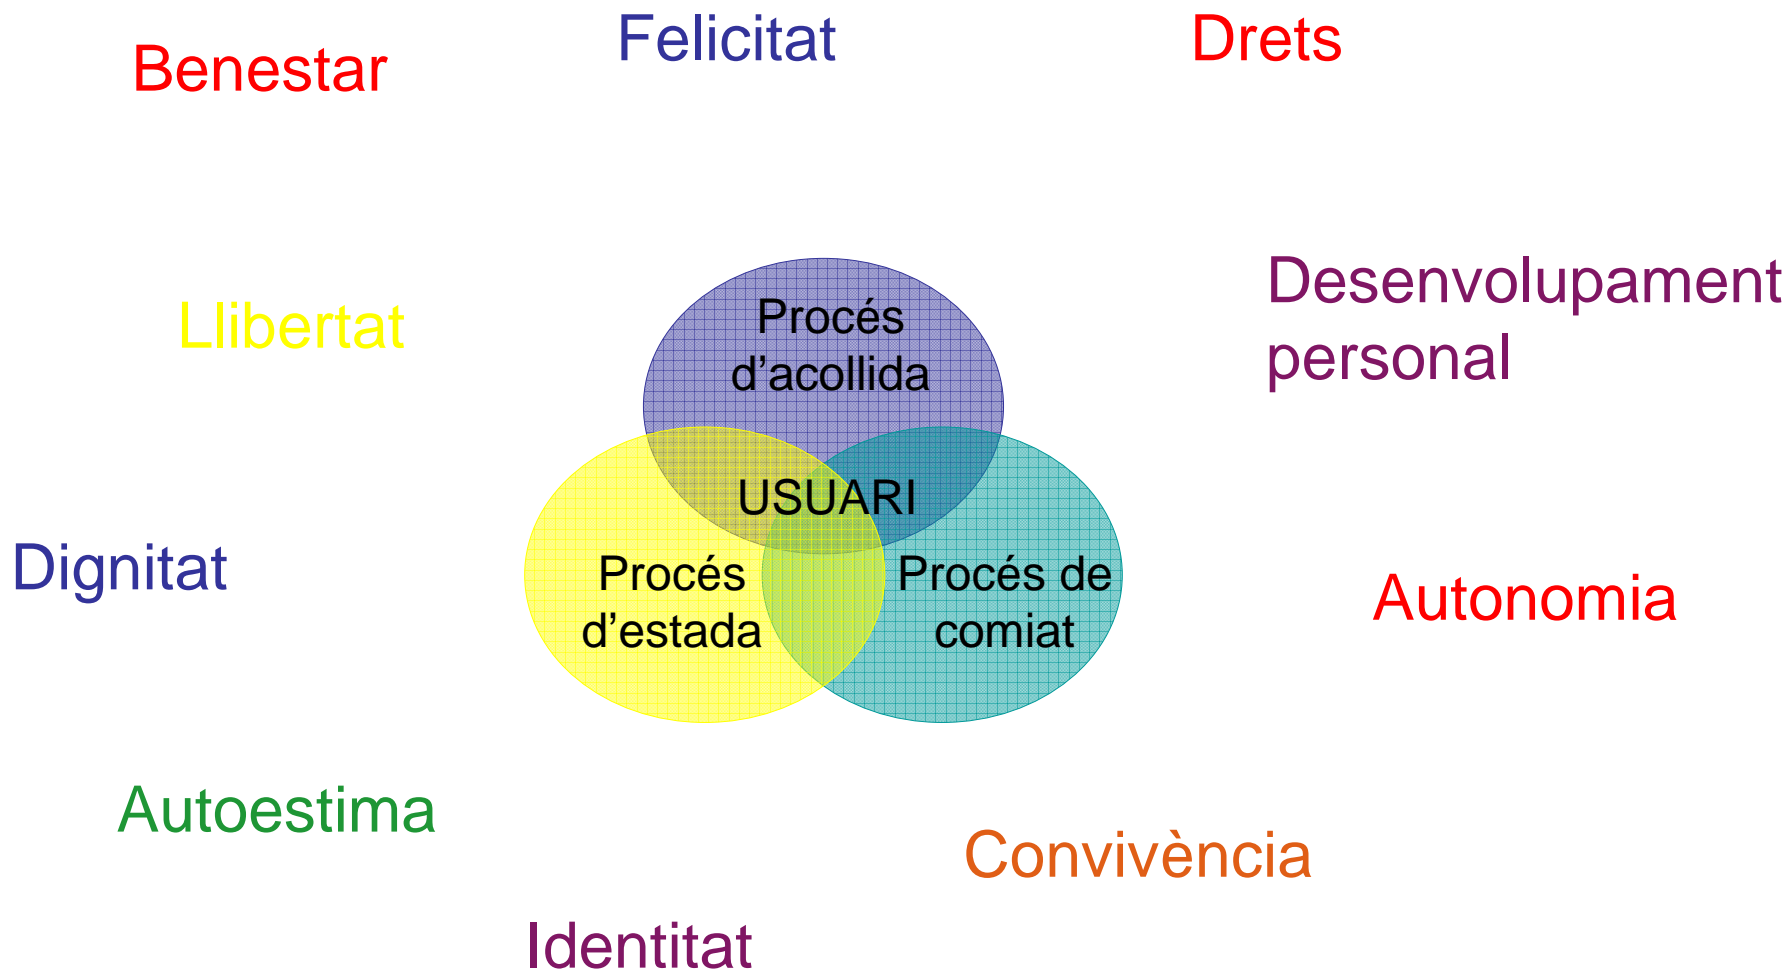 Felicitat
Drets
Benestar
Desenvolupament
personal
Llibertat
Procés
d’acollida
USUARI
Dignitat
Procés
d’estada
Procés de
comiat
Autonomia
Autoestima
Convivència
Identitat